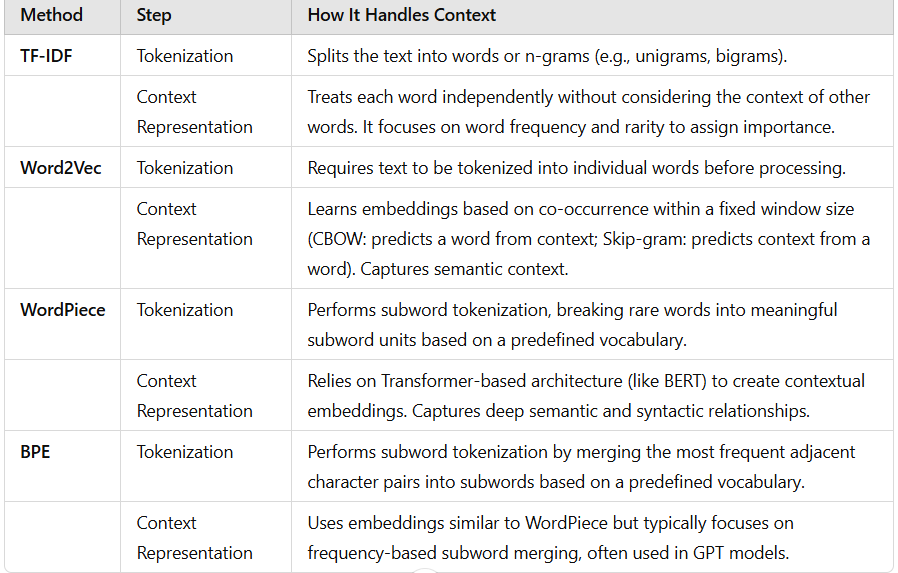 Method Step How It Handles Context
TF-IDF Tokenization Splits the text into words or n-grams (e.g., unigrams, bigrams).
Context Representation Treats each word independently without considering the context of other
words. It focuses on word frequency and rarity to assign importance.
Word2Vec Tokenization Requires text to be tokenized into individual words before processing.
Context Representation Learns embeddings based on co-occurrence within a fixed window size
(CBOW: predicts a word from context; Skip-gram: predicts context from a
word). Captures semantic context.
WordPiece Tokenization Performs subword tokenization, breaking rare words into meaningful
subword units based on a predefined vocabulary.
Context Representation Relies on Transformer-based architecture (like BERT) to create contextual
embeddings. Captures deep semantic and syntactic relationships.
BPE Tokenization Performs subword tokenization by merging the most frequent adjacent
character pairs into subwords based on a predefined vocabulary.
Context Representation Uses embeddings similar to WordPiece but typically focuses on
frequency-based subword merging, often used in GPT models.